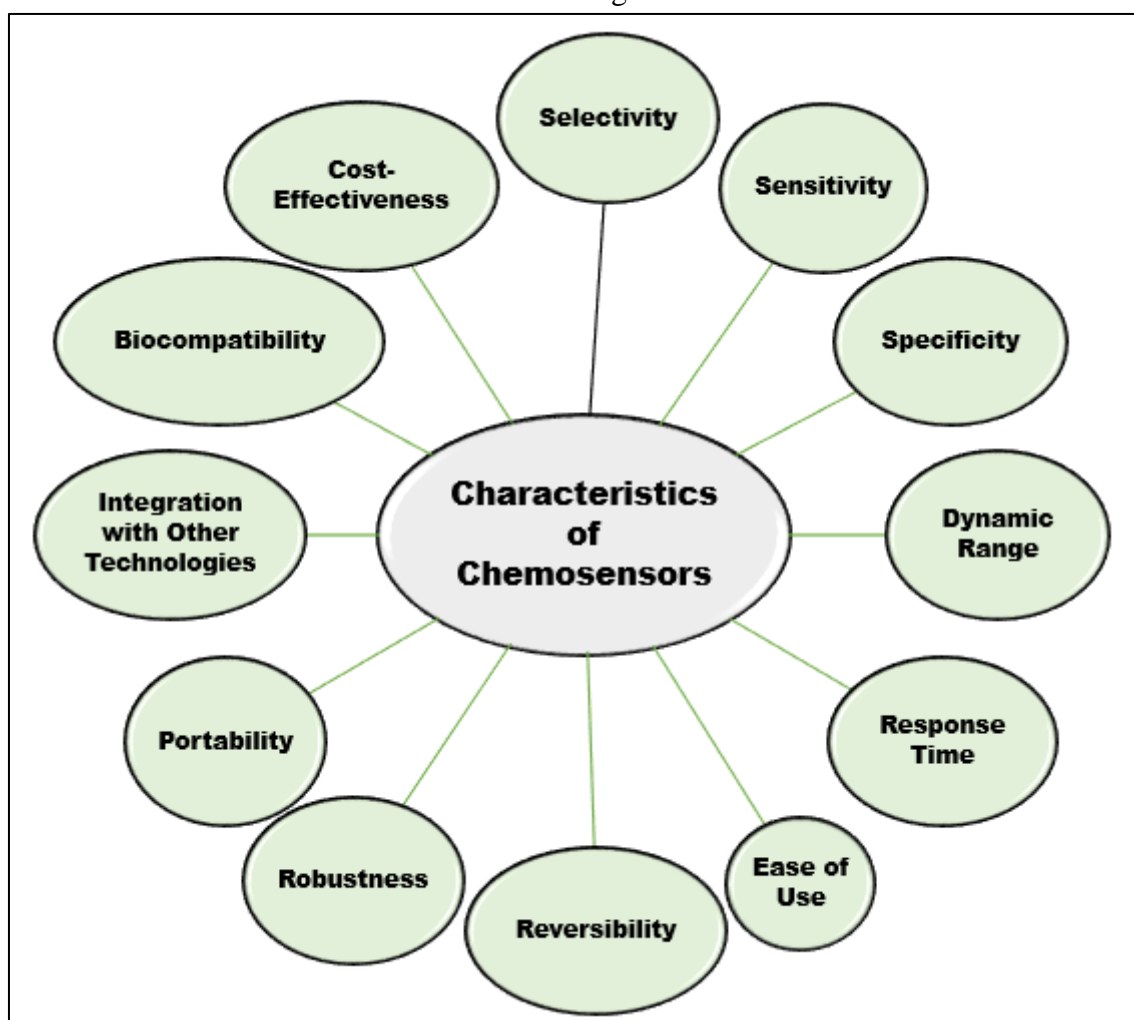 Selectivity
Sensitivity
Specificity
Dynamic
Range
Response
Time
Ease of
Use
Reversibility
Robustness
Portability
Integration
with Other
Technologies
Biocompatibility
Cost-
Effectiveness
Characteristics
of
Chemosensors